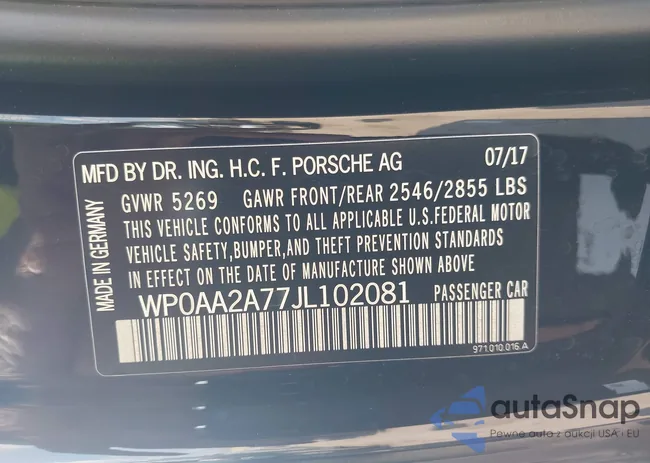 MFD BY DR. ING. H.C. F. PORSCHE AG 07/17
GVWR 5269 GAWR FRONT/REAR 2546/2855 LBS
THIS VEHICLE CONFORMS TO ALL APPLICABLE U.S.FEDERAL MOTOR
VEHICLE SAFETY,BUMPER,AND THEFT PREVENTION STANDARDS
IN EFFECT ON THE DATE OF MANUFACTURE SHOWN ABOVE
WP0AA2A77JL102081 PASSENGER CAR
971.010.016.A
MADE IN GERMANY
autaSnap
Pewne auto z aukcji USA · EU